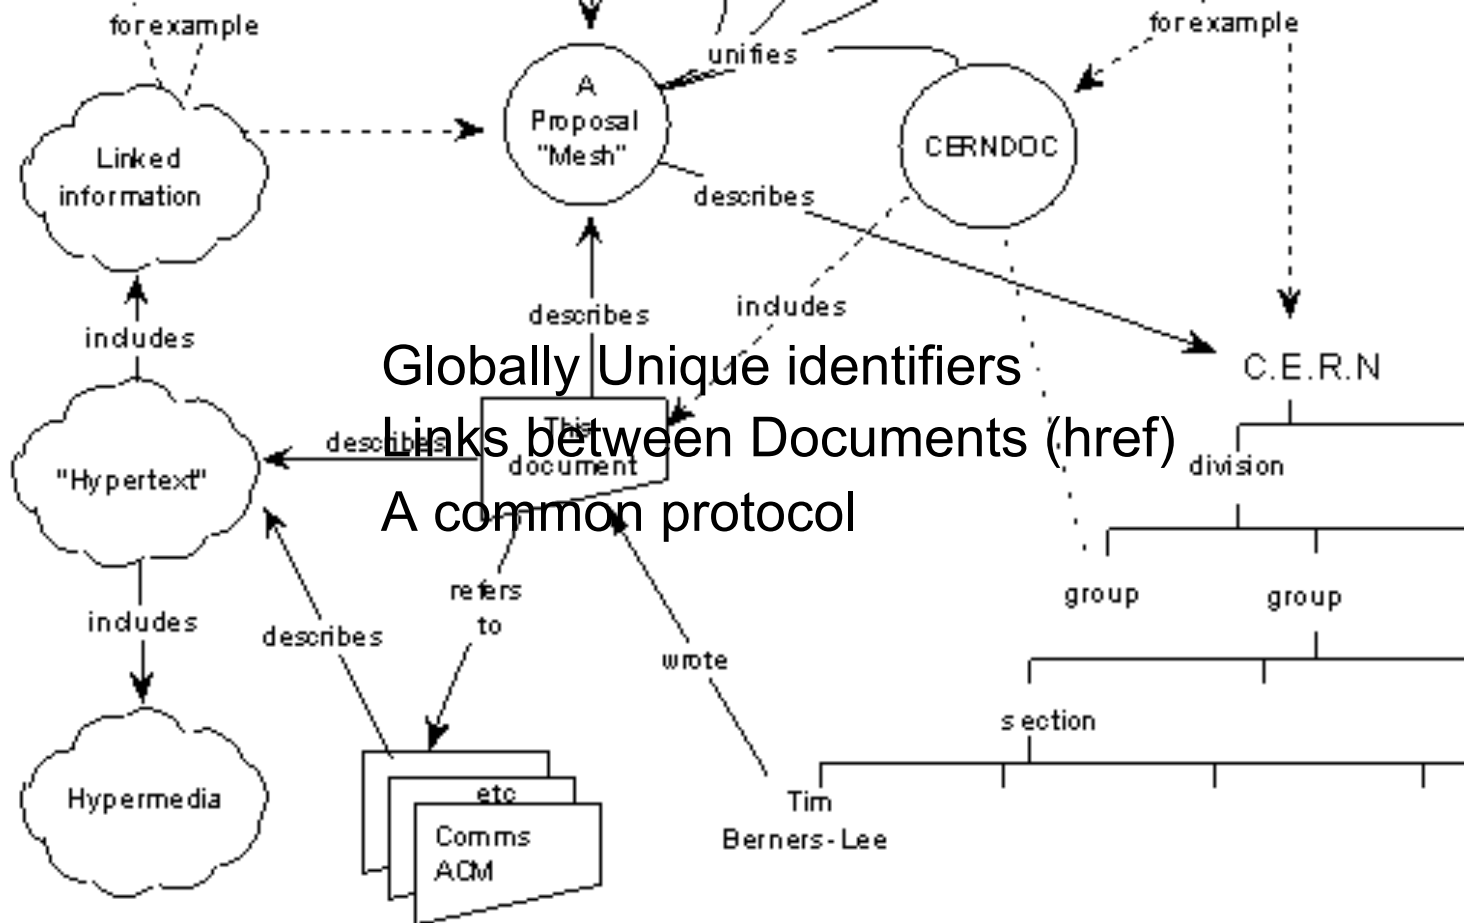 for example
for example
unifies
A
Proposal
"Mesh"
CERNDOC
Linked
information
describes
includes
describes
includes
Globally Unique identifiers
C.E.R.N
This
Links between Documents (href)
describes
document
division
"Hypertext"
A common protocol
refers
to
group
group
includes
describes
wrote
section
Hypermedia
etc
Tim
Berners-Lee
Comms
ACM